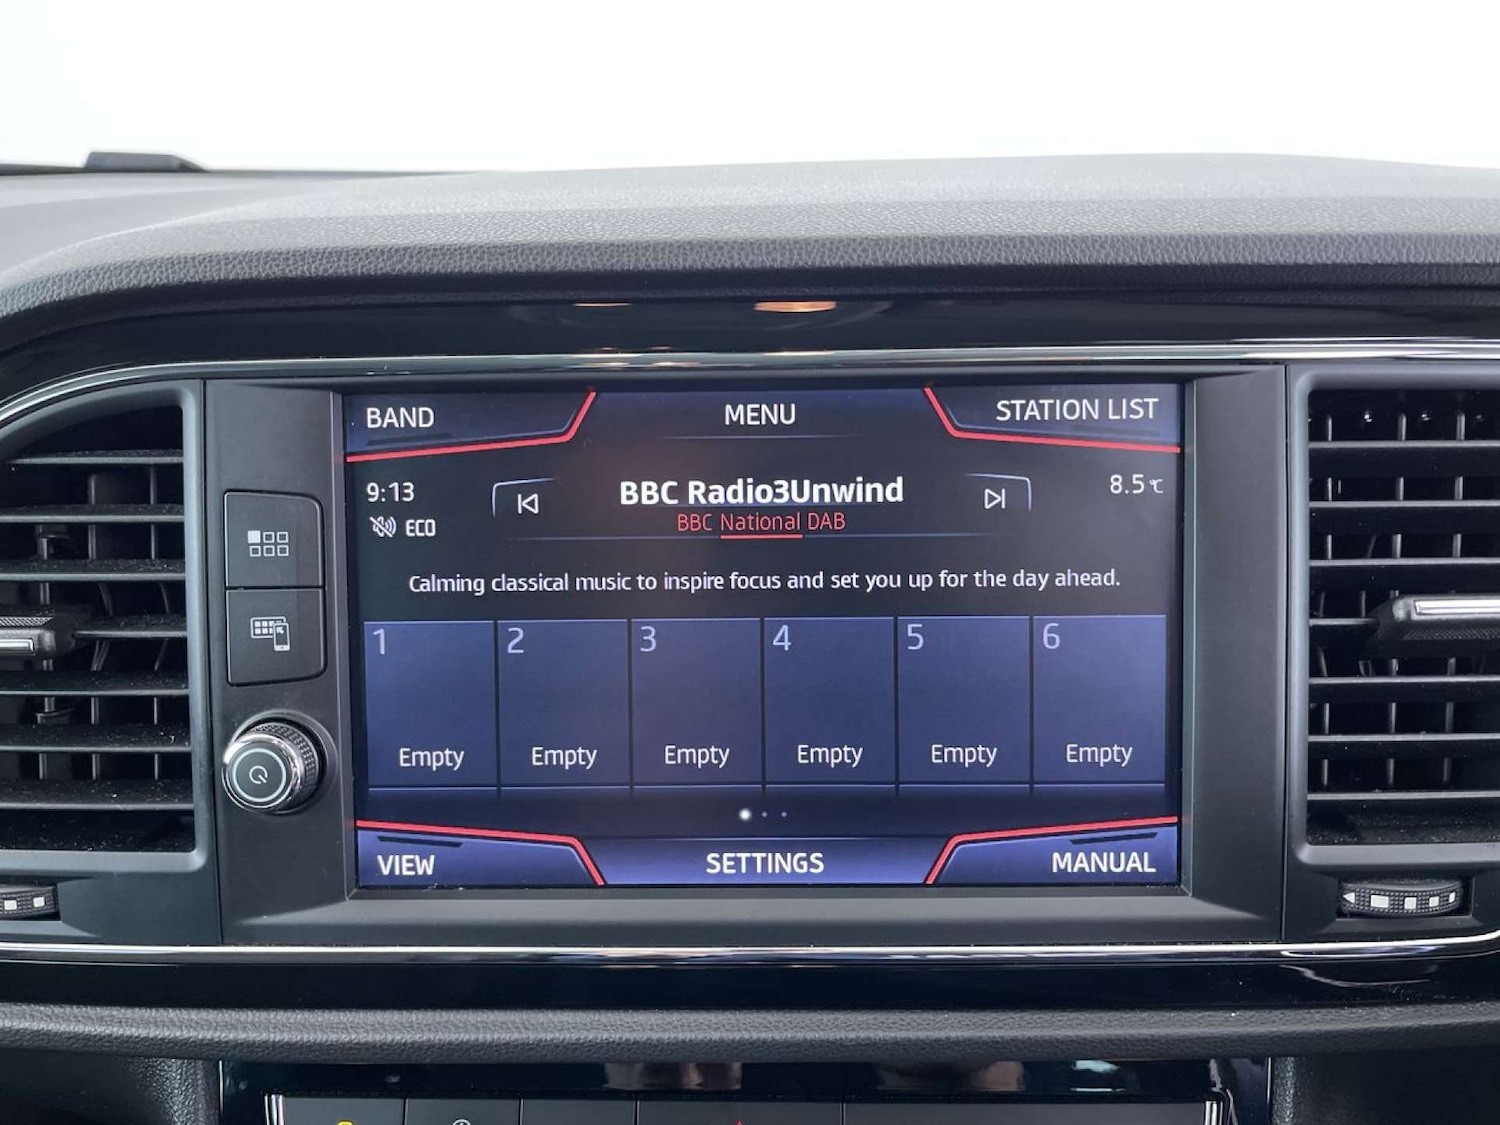 BAND MENU STATION LIST
9:13 BBC Radio3Unwind 8.5℃
ECO BBC National DAB
Calming classical music to inspire focus and set you up for the day ahead.
1 2 3 4 5 6
Empty Empty Empty Empty Empty Empty
VIEW SETTINGS MANUAL